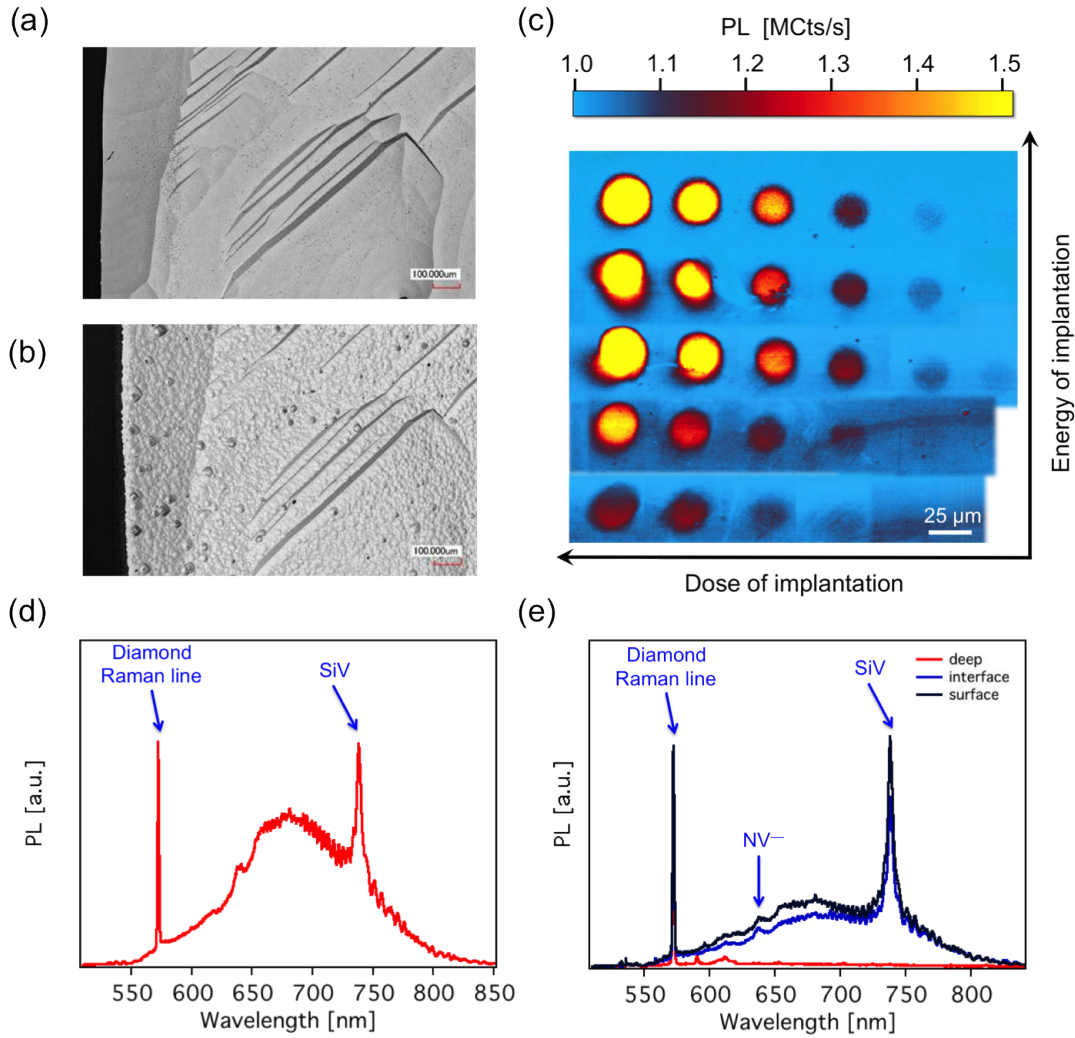 (a)
100.000um
(b)
100.000um
(c)
PL [MCts/s]
1.0 1.1 1.2 1.3 1.4 1.5
Energy of implantation
25 µm
Dose of implantation
(d)
Diamond
Raman line
SiV
PL [a.u.]
550 600 650 700 750 800 850
Wavelength [nm]
(e)
Diamond
Raman line
SiV
deep
interface
surface
NV—
PL [a.u.]
550 600 650 700 750 800
Wavelength [nm]